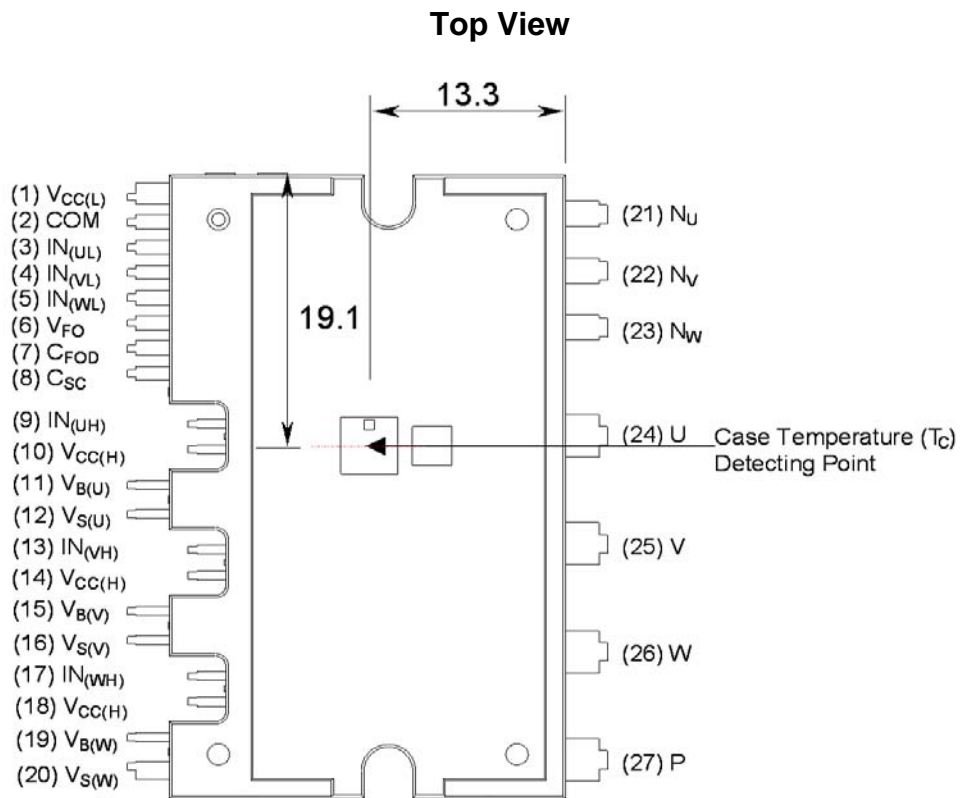 Top View
13.3
(1) VCC(L)
(2) COM
(3) IN(UL)
(4) IN(VL)
(5) IN(WL)
(6) VFO
(7) CFOD
(8) CSC
(9) IN(UH)
(10) VCC(H)
(11) VB(U)
(12) VS(U)
(13) IN(VH)
(14) VCC(H)
(15) VB(V)
(16) VS(V)
(17) IN(WH)
(18) VCC(H)
(19) VB(W)
(20) VS(W)
19.1
(21) NU
(22) NV
(23) NW
(24) U
(25) V
(26) W
(27) P
Case Temperature (TC)
Detecting Point